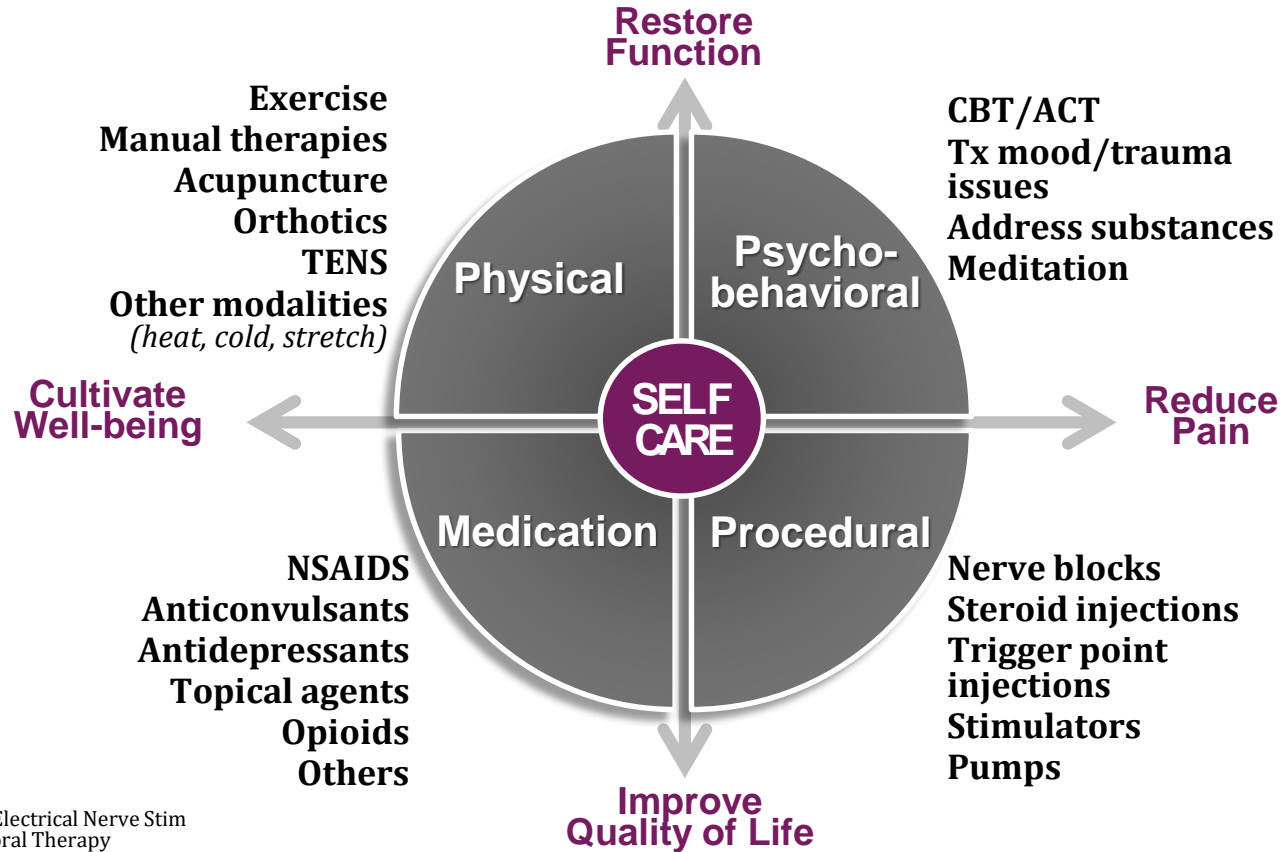 Restore
Function
Exercise
Manual therapies
Acupuncture
Orthotics
TENS
Other modalities
(heat, cold, stretch)
CBT/ACT
Tx mood/trauma
issues
Address substances
Meditation
Physical
Psycho-
behavioral
Cultivate
Well-being
SELF
CARE
Reduce
Pain
Medication
Procedural
NSAIDS
Anticonvulsants
Antidepressants
Topical agents
Opioids
Others
Nerve blocks
Steroid injections
Trigger point
injections
Stimulators
Pumps
Improve
Quality of Life
Electrical Nerve Stim
oral Therapy